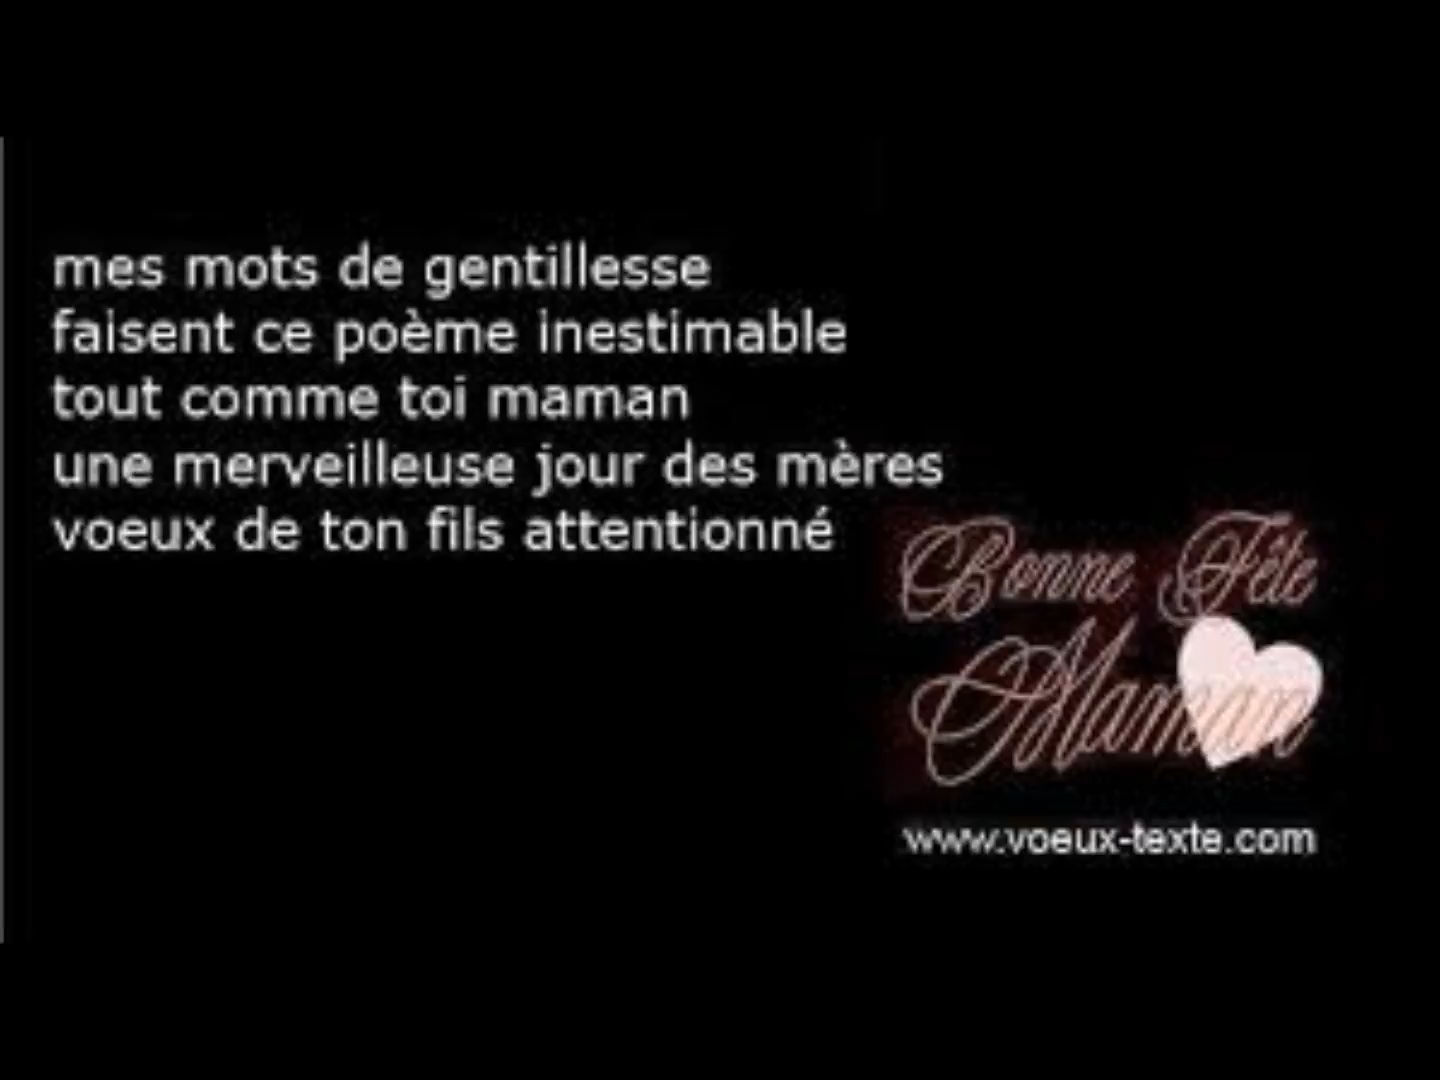 mes mots de gentillesse
faisent ce poème inestimable
tout comme toi maman
une merveilleuse jour des mères
voeux de ton fils attentionné
Bonne Fête
Maman
www.voeux-texte.com